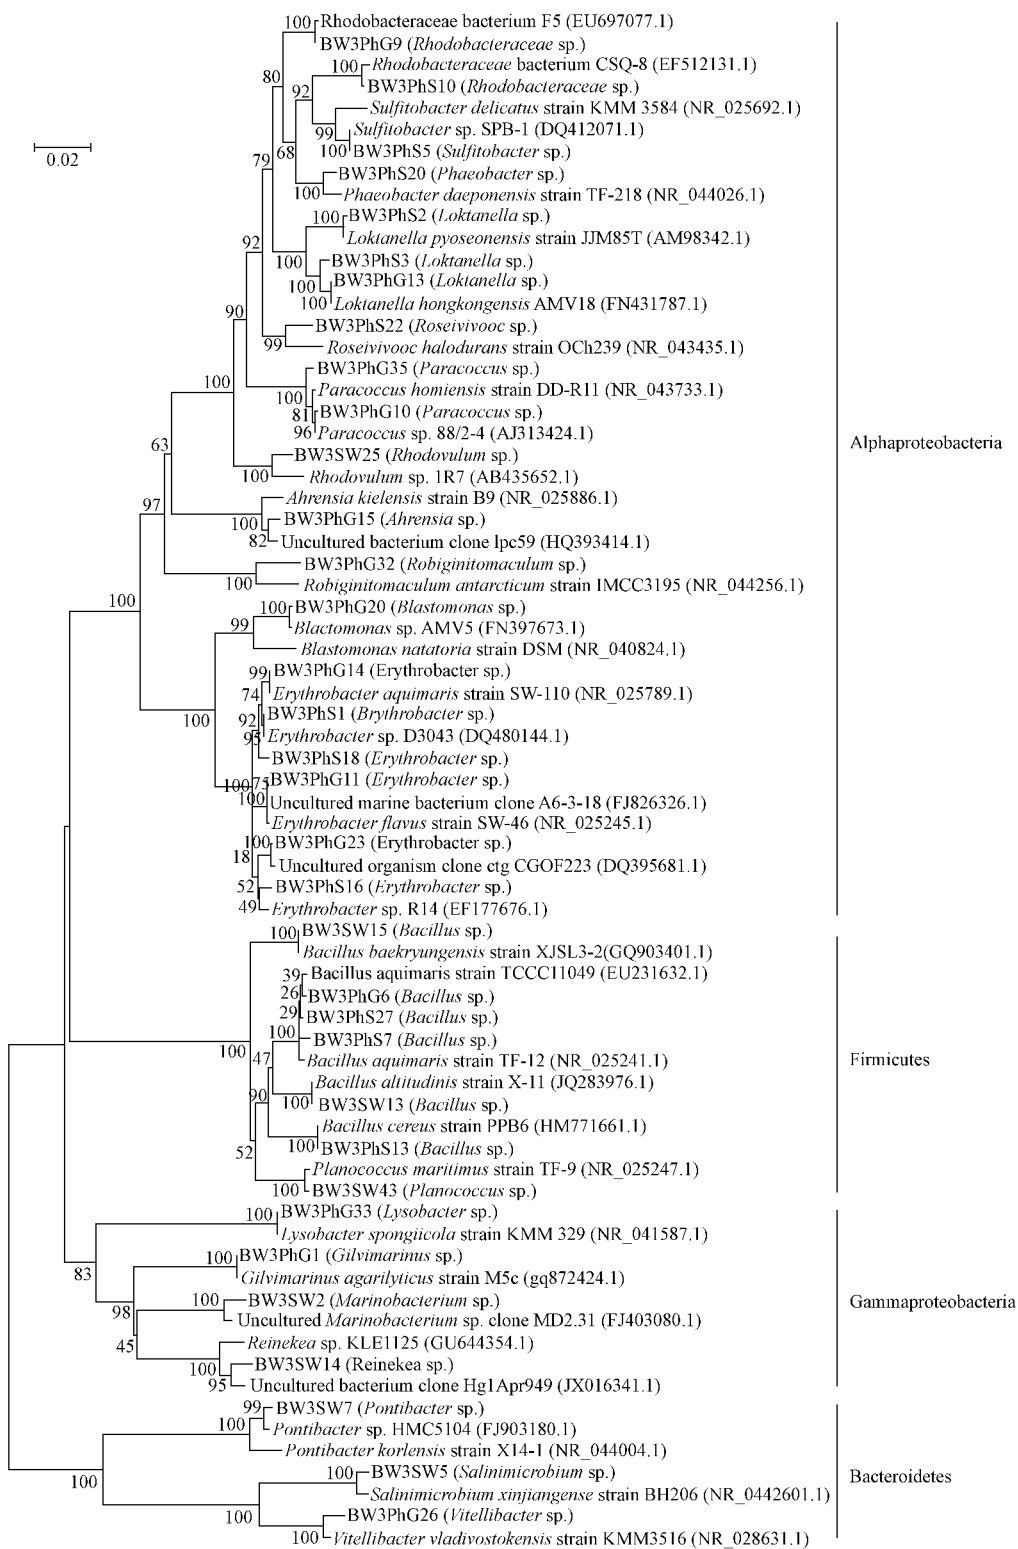 100 Rhodobacteraceae bacterium F5 (EU697077.1)
BW3PhG9 (Rhodobacteraceae sp.)
100 Rhodobacteraceae bacterium CSQ-8 (EF512131.1)
80
BW3PhS10 (Rhodobacteraceae sp.)
92
Sulfitobacter delicatus strain KMM 3584 (NR_025692.1)
99 Sulfitobacter sp. SPB-1 (DQ412071.1)
0.02
79
68
100 BW3PhS5 (Sulfitobacter sp.)
BW3PhS20 (Phaeobacter sp.)
100 Phaeobacter daeponensis strain TF-218 (NR_044026.1)
100 BW3PhS2 (Loktanella sp.)
92
Loktanella pyoseonensis strain JJM85T (AM98342.1)
100 BW3PhS3 (Loktanella sp.)
100 BW3PhG13 (Loktanella sp.)
100 Loktanella hongkongensis AMV18 (FN431787.1)
90
BW3PhS22 (Roseivivooc sp.)
99 Roseivivooc halodurans strain OCh239 (NR_043435.1)
BW3PhG35 (Paracoccus sp.)
100
100 Paracoccus homiensis strain DD-R11 (NR_043733.1)
81 BW3PhG10 (Paracoccus sp.)
96 Paracoccus sp. 88/2-4 (AJ313424.1)
Alphaproteobacteria
63
BW3SW25 (Rhodovulum sp.)
100 Rhodovulum sp. 1R7 (AB435652.1)
97
Ahrensia kielensis strain B9 (NR_025886.1)
100 BW3PhG15 (Ahrensia sp.)
82 Uncultured bacterium clone lpc59 (HQ393414.1)
BW3PhG32 (Robiginitomaculum sp.)
100 Robiginitomaculum antarcticum strain IMCC3195 (NR_044256.1)
100
100 BW3PhG20 (Blastomonas sp.)
99 Blactomonas sp. AMV5 (FN397673.1)
Blastomonas natatoria strain DSM (NR_040824.1)
99 BW3PhG14 (Erythrobacter sp.)
74 Erythrobacter aquimaris strain SW-110 (NR_025789.1)
100
92 BW3PhS1 (Brythrobacter sp.)
95 Erythrobacter sp. D3043 (DQ480144.1)
BW3PhS18 (Erythrobacter sp.)
100 75 BW3PhG11 (Erythrobacter sp.)
100 Uncultured marine bacterium clone A6-3-18 (FJ826326.1)
Erythrobacter flavus strain SW-46 (NR_025245.1)
100 BW3PhG23 (Erythrobacter sp.)
18
Uncultured organism clone ctg CGOF223 (DQ395681.1)
52 BW3PhS16 (Erythrobacter sp.)
49 Erythrobacter sp. R14 (EF177676.1)
100 BW3SW15 (Bacillus sp.)
Bacillus baekryungensis strain XJSL3-2(GQ903401.1)
39 Bacillus aquimaris strain TCCC11049 (EU231632.1)
26 BW3PhG6 (Bacillus sp.)
29 BW3PhS27 (Bacillus sp.)
100 BW3PhS7 (Bacillus sp.)
100
47 Bacillus aquimaris strain TF-12 (NR_025241.1)
Firmicutes
Bacillus altitudinis strain X-11 (JQ283976.1)
90
100 BW3SW13 (Bacillus sp.)
Bacillus cereus strain PPB6 (HM771661.1)
52
100 BW3PhS13 (Bacillus sp.)
Planococcus maritimus strain TF-9 (NR_025247.1)
100 BW3SW43 (Planococcus sp.)
100 BW3PhG33 (Lysobacter sp.)
Lysobacter spongiicola strain KMM 329 (NR_041587.1)
100 BW3PhG1 (Gilvimarinus sp.)
83
Gilvimarinus agarilyticus strain M5c (gq872424.1)
100 BW3SW2 (Marinobacterium sp.)
Gammaproteobacteria
98
Uncultured Marinobacterium sp. clone MD2.31 (FJ403080.1)
45
Reinekea sp. KLE1125 (GU644354.1)
100 BW3SW14 (Reinekea sp.)
95 Uncultured bacterium clone Hg1Apr949 (JX016341.1)
99 BW3SW7 (Pontibacter sp.)
100 Pontibacter sp. HMC5104 (FJ903180.1)
Pontibacter korlensis strain X14-1 (NR_044004.1)
100 BW3SW5 (Salinimicrobium sp.)
Bacteroidetes
100
Salinimicrobium xinjiangense strain BH206 (NR_0442601.1)
100 BW3PhG26 (Vitellibacter sp.)
100 Vitellibacter vladivostokensis strain KMM3516 (NR_028631.1)